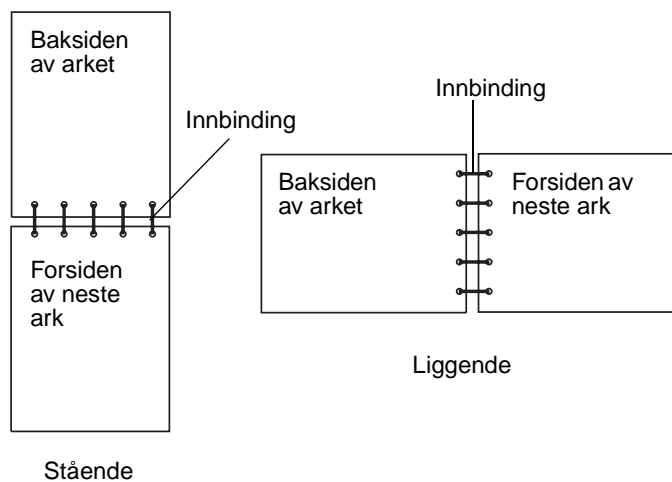 Baksiden
av arket
Innbinding
Forsiden
av neste
ark
Stående
Innbinding
Baksiden
av arket
Forsiden av
neste ark
Liggende